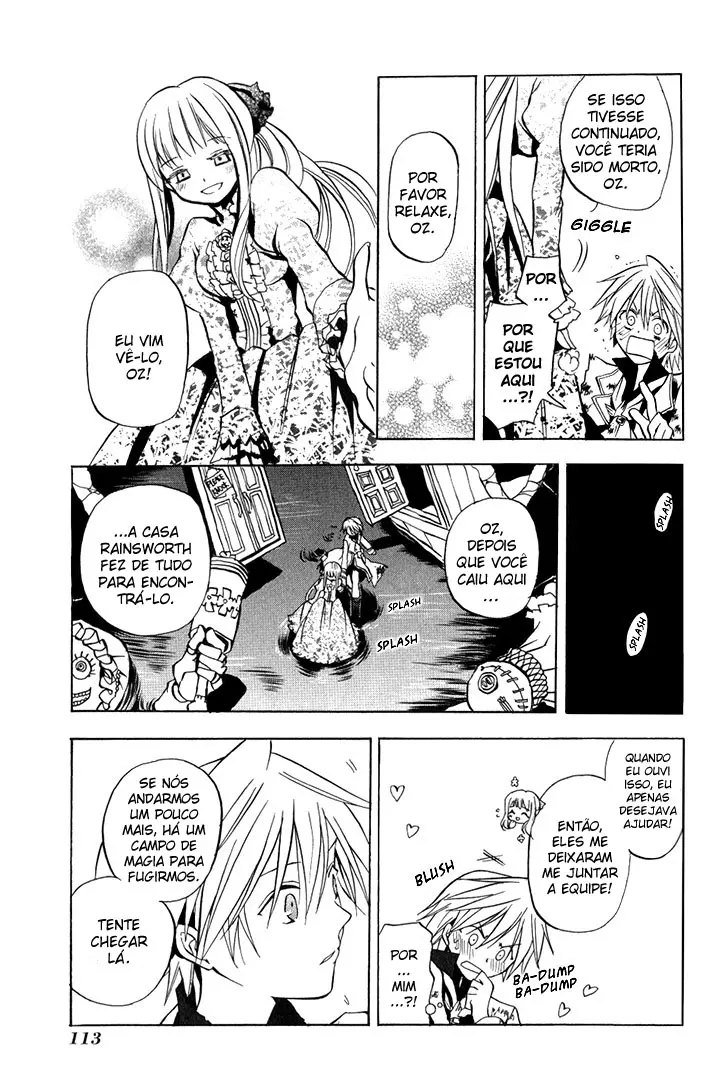 SE ISSO
TIVESSE
CONTINUADO,
VOCÊ TERIA
SIDO MORTO,
OZ.
GIGGLE
POR
...
POR
QUE
ESTOU
AQUI
...?!
POR
FAVOR
RELAXE,
OZ.
EU VIM
VÊ-LO,
OZ!
SPLASH
SPLASH
OZ,
DEPOIS
QUE VOCÊ
CAIU AQUI
...
SPLASH
SPLASH
...A CASA
RAINSWORTH
FEZ DE TUDO
PARA ENCON-
TRÁ-LO.
QUANDO
EU OUVI
ISSO, EU
APENAS
DESEJAVA
AJUDAR!
ENTÃO,
ELES ME
DEIXARAM
ME JUNTAR
A EQUIPE!
BLUSH
POR
...
MIM
...?!
BA-DUMP
BA-DUMP
SE NÓS
ANDARMOS
UM POUCO
MAIS, HÁ UM
CAMPO DE
MAGIA PARA
FUGIRMOS.
TENTE
CHEGAR
LÁ.
113